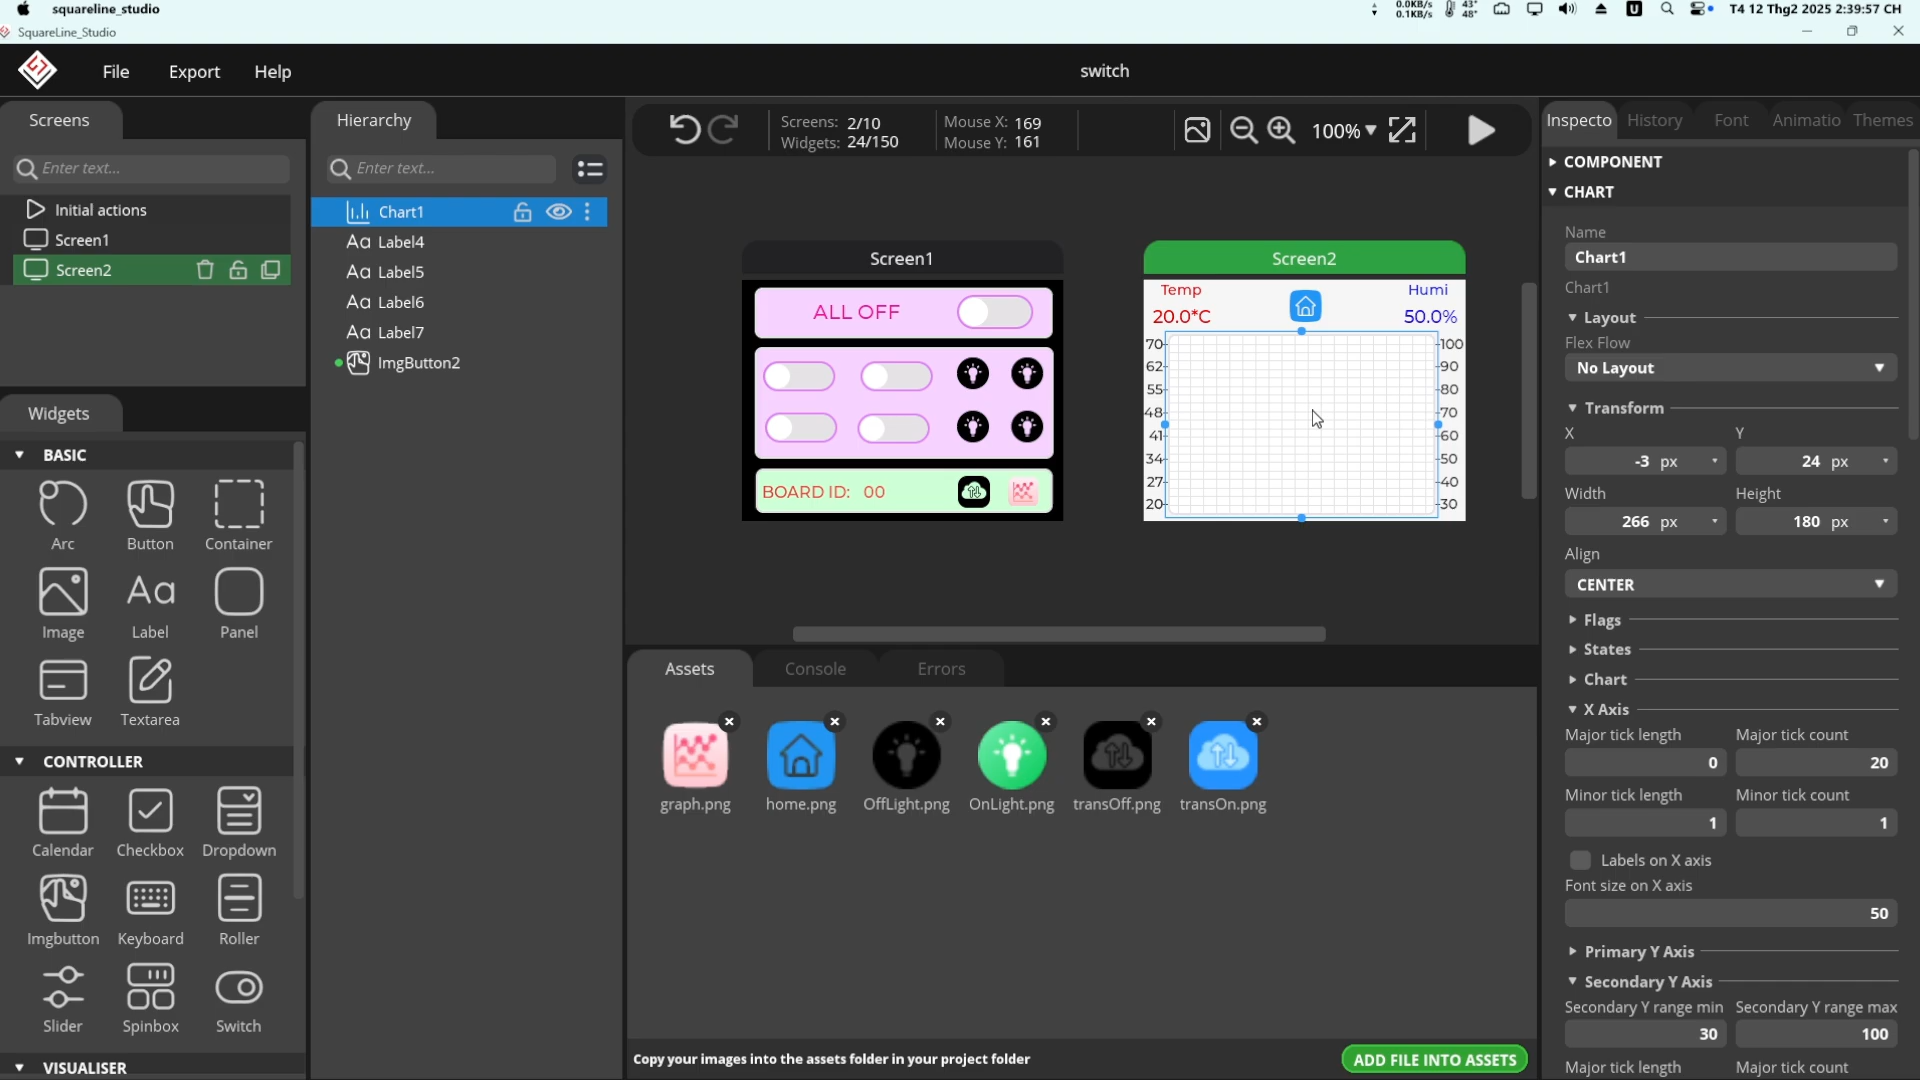 squareline_studio
0.0KB/s
0.1KB/s
43°
48°
U
T4 12 Thg2 2025 2:39:57 CH
SquareLine_Studio
File
Export
Help
switch
Screens
Enter text...
Initial actions
Screen1
Screen2
Widgets
BASIC
Arc
Button
Container
Image
Aa
Label
Panel
Tabview
Textarea
CONTROLLER
Calendar
Checkbox
Dropdown
Imgbutton
Keyboard
Roller
Slider
Spinbox
Switch
VISUALISER
Hierarchy
Enter text...
Chart1
Aa Label4
Aa Label5
Aa Label6
Aa Label7
ImgButton2
Screens: 2/10
Widgets: 24/150
Mouse X: 169
Mouse Y: 161
100%
Screen1
ALL OFF
BOARD ID: 00
Screen2
Temp
Humi
20.0*C
50.0%
70
62
55
48
41
34
27
20
100
90
80
70
60
50
40
30
Assets
Console
Errors
graph.png
home.png
OffLight.png
OnLight.png
transOff.png
transOn.png
Copy your images into the assets folder in your project folder
ADD FILE INTO ASSETS
Inspecto
History
Font
Animatio
Themes
COMPONENT
CHART
Name
Chart1
Chart1
Layout
Flex Flow
No Layout
Transform
X
Y
-3 px
24 px
Width
Height
266 px
180 px
Align
CENTER
Flags
States
Chart
X Axis
Major tick length
Major tick count
0
20
Minor tick length
Minor tick count
1
1
Labels on X axis
Font size on X axis
50
Primary Y Axis
Secondary Y Axis
Secondary Y range min
Secondary Y range max
30
100
Major tick length
Major tick count